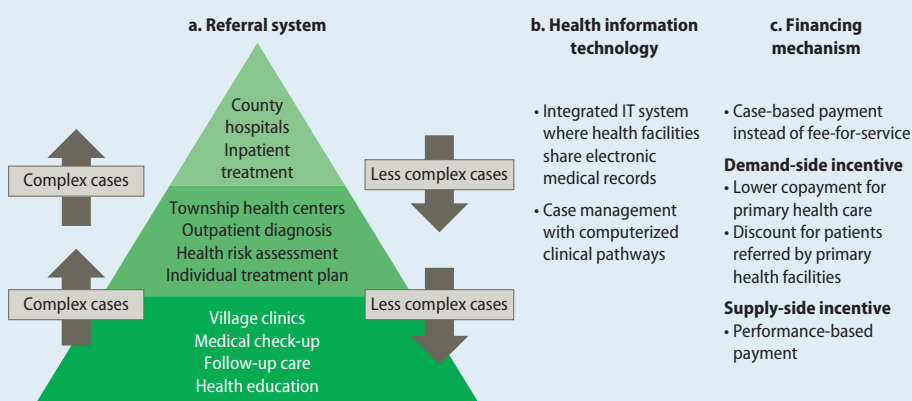 a. Referral system
County
hospitals
Inpatient
treatment
Complex cases
Less complex cases
Township health centers
Outpatient diagnosis
Health risk assessment
Individual treatment plan
Complex cases
Less complex cases
Village clinics
Medical check-up
Follow-up care
Health education
b. Health information
technology
• Integrated IT system
where health facilities
share electronic
medical records
• Case management
with computerized
clinical pathways
c. Financing
mechanism
• Case-based payment
instead of fee-for-service
Demand-side incentive
• Lower copayment for
primary health care
• Discount for patients
referred by primary
health facilities
Supply-side incentive
• Performance-based
payment